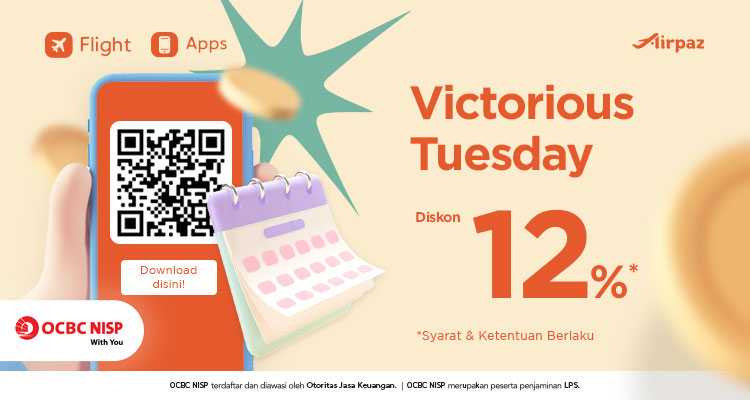 Flight
Apps
Airpaz
Victorious
Tuesday
Diskon
12%*
*Syarat & Ketentuan Berlaku
Download
disini!
OCBC NISP
With You
OCBC NISP terdaftar dan diawasi oleh Otoritas Jasa Keuangan. | OCBC NISP merupakan peserta penjaminan LPS.